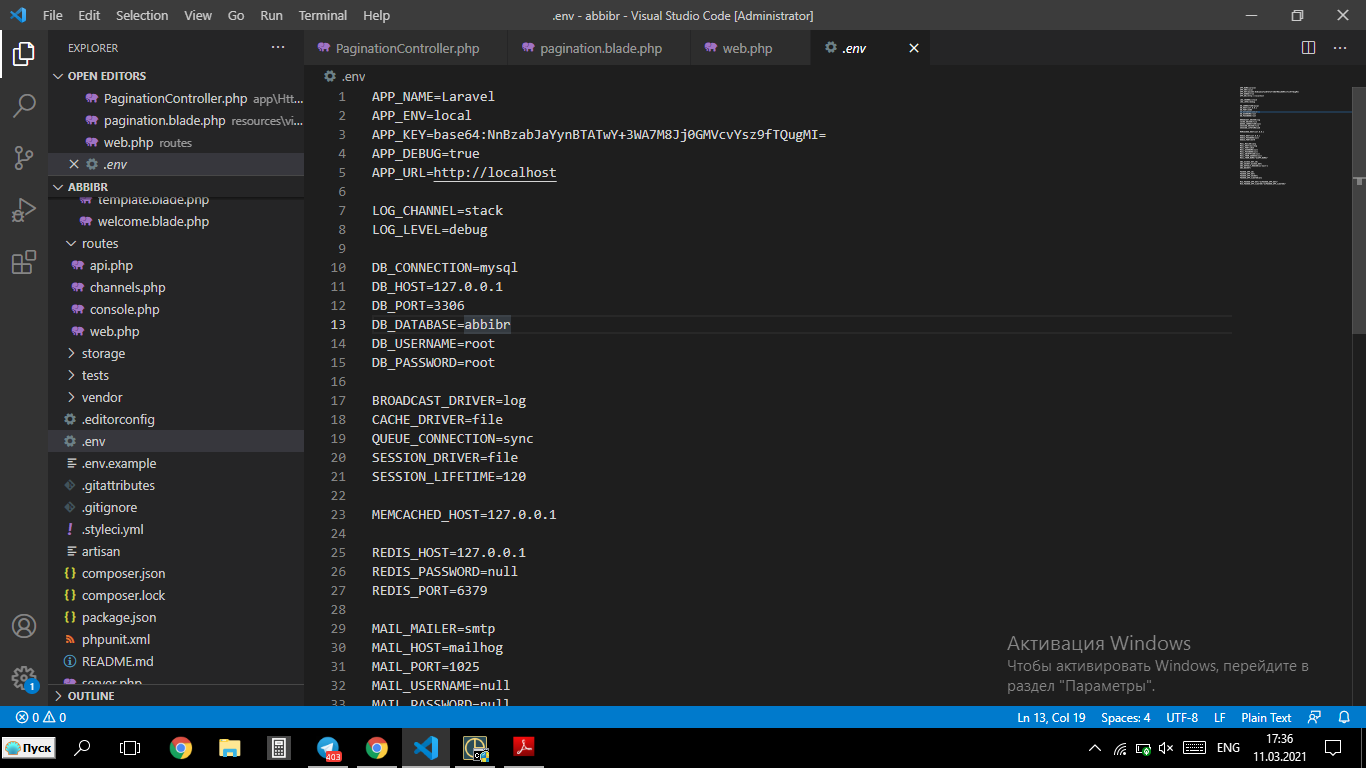 File Edit Selection View Go Run Terminal Help
.env - abbibr - Visual Studio Code [Administrator]
EXPLORER
OPEN EDITORS
PaginationController.php app\Htt...
pagination.blade.php resources\vi...
web.php routes
.env
ABBIBR
template.blade.php
welcome.blade.php
routes
api.php
channels.php
console.php
web.php
storage
tests
vendor
.editorconfig
.env
.env.example
.gitattributes
.gitignore
.styleci.yml
artisan
composer.json
composer.lock
package.json
phpunit.xml
README.md
server.php
OUTLINE
PaginationController.php
pagination.blade.php
web.php
.env
.env
1 APP_NAME=Laravel
2 APP_ENV=local
3 APP_KEY=base64:NnBzabJaYynBTATwY+3WA7M8Jj0GMVcvYsz9fTQugMI=
4 APP_DEBUG=true
5 APP_URL=http://localhost
6
7 LOG_CHANNEL=stack
8 LOG_LEVEL=debug
9
10 DB_CONNECTION=mysql
11 DB_HOST=127.0.0.1
12 DB_PORT=3306
13 DB_DATABASE=abbibr
14 DB_USERNAME=root
15 DB_PASSWORD=root
16
17 BROADCAST_DRIVER=log
18 CACHE_DRIVER=file
19 QUEUE_CONNECTION=sync
20 SESSION_DRIVER=file
21 SESSION_LIFETIME=120
22
23 MEMCACHED_HOST=127.0.0.1
24
25 REDIS_HOST=127.0.0.1
26 REDIS_PASSWORD=null
27 REDIS_PORT=6379
28
29 MAIL_MAILER=smtp
30 MAIL_HOST=mailhog
31 MAIL_PORT=1025
32 MAIL_USERNAME=null
33 MAIL_PASSWORD=null
Активация Windows
Чтобы активировать Windows, перейдите в
раздел "Параметры".
1
0 0
Ln 13, Col 19 Spaces: 4 UTF-8 LF Plain Text
Пуск
403
ENG
17:36
11.03.2021